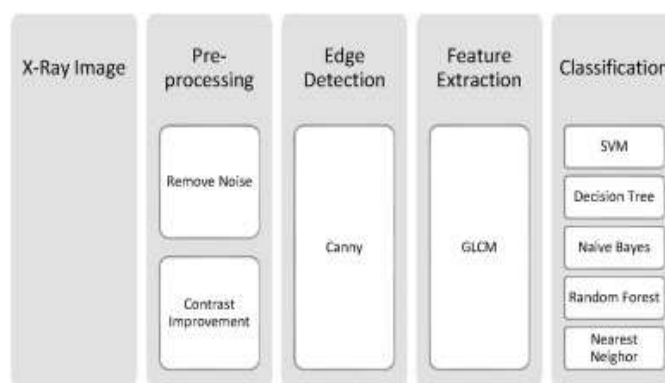 X-Ray Image
Pre-
processing
Remove Noise
Contrast
Improvement
Edge
Detection
Canny
Feature
Extraction
GLCM
Classification
SVM
Decision Tree
Naïve Bayes
Random Forest
Nearest
Neighor